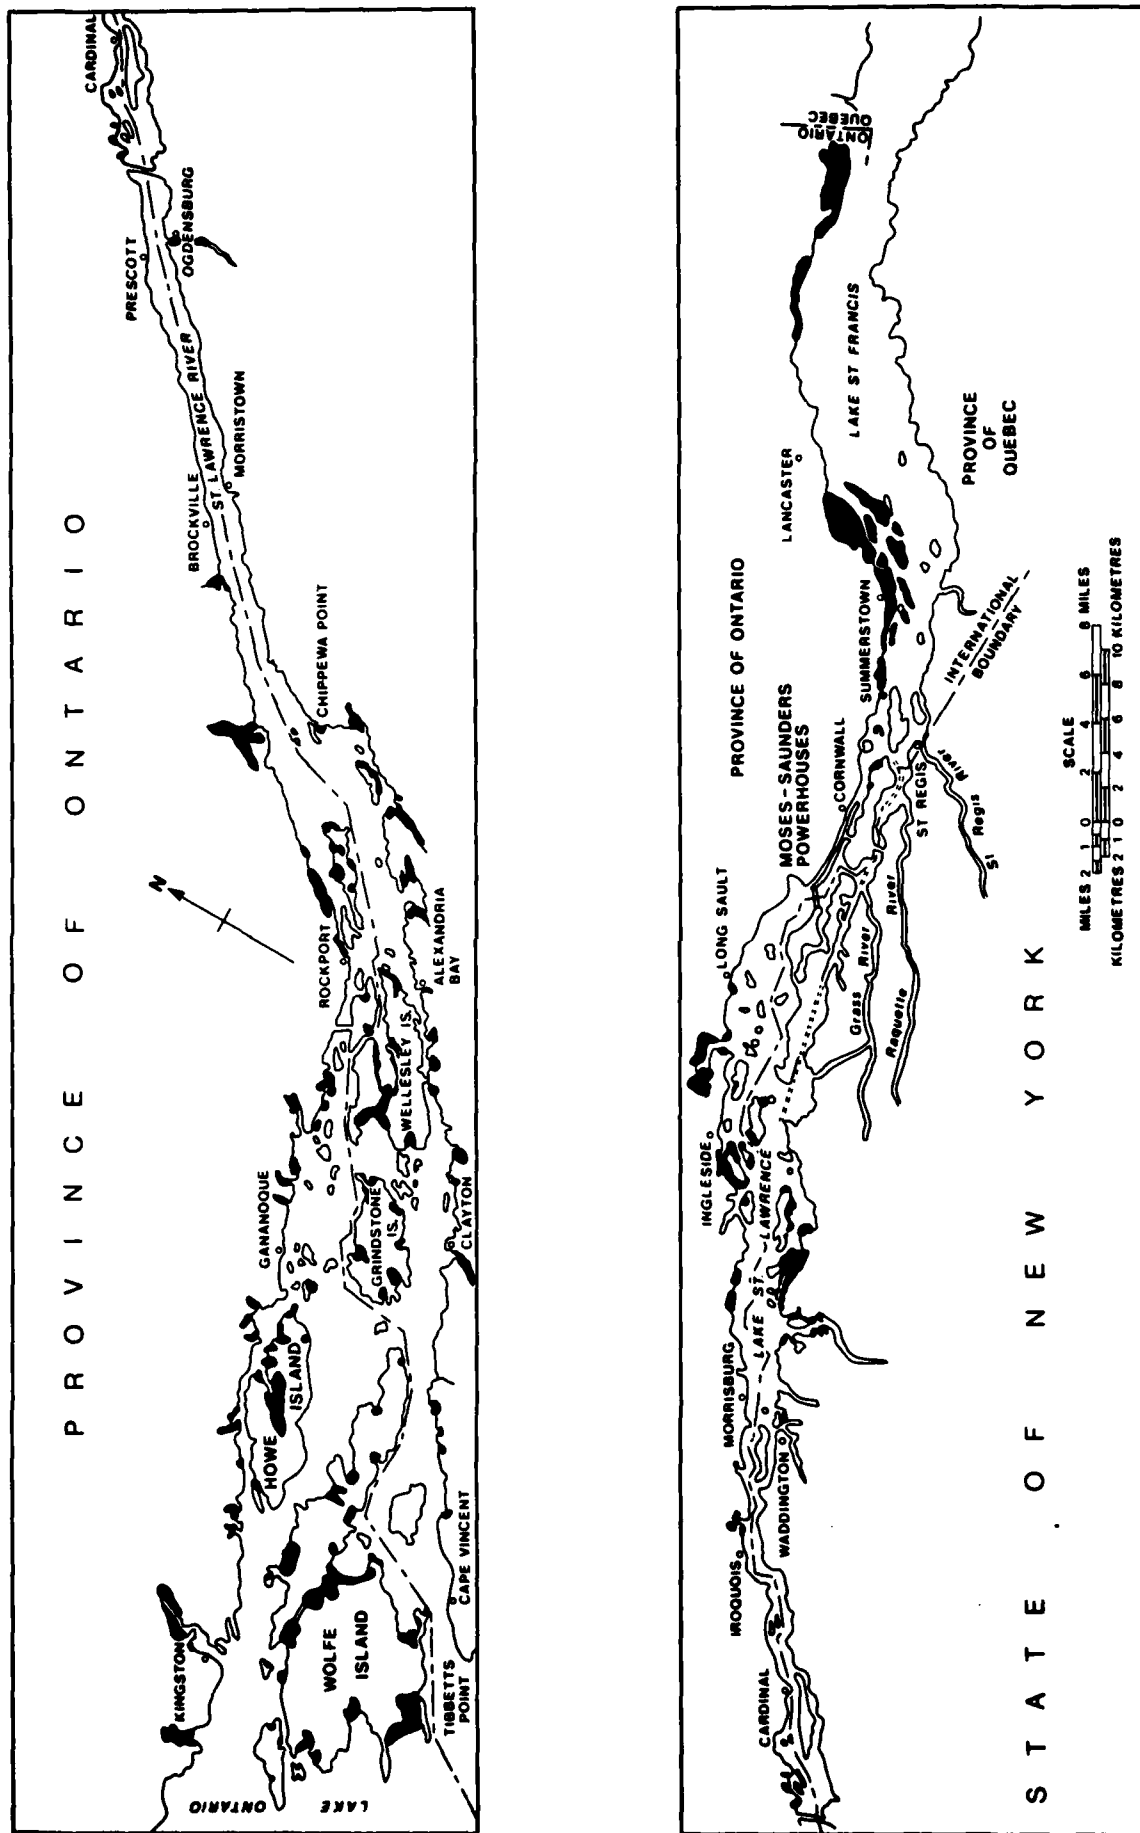 PROVINCE OF ONTARIO
CARDINAL
PRESCOTT
OGDENSBURG
BROCKVILLE
ST LAWRENCE RIVER
MORRISTOWN
CHIPPEWA POINT
N
ROCKPORT
ALEXANDRIA
BAY
WELLESLEY IS.
GANANOQUE
GRINDSTONE
IS.
CLAYTON
HOWE
ISLAND
KINGSTON
WOLFE
ISLAND
CAPE VINCENT
TIBBETTS
POINT
LAKE
ONTARIO
CARDINAL
IROQUOIS
WADDINGTON
MORRISBURG
LAKE ST. LAWRENCE
INGLESIDE
LONG SAULT
MOSES-SAUNDERS
POWERHOUSES
PROVINCE OF ONTARIO
CORNWALL
Grass River
Raquette River
ST REGIS
St Regis River
SUMMERSTOWN
INTERNATIONAL
BOUNDARY
LANCASTER
LAKE ST FRANCIS
PROVINCE
OF
QUEBEC
ONTARIO
QUEBEC
SCALE
MILES 2 1 0 2 4 6 8 MILES
KILOMETRES 2 1 0 2 4 6 8 10 KILOMETRES
STATE OF NEW YORK